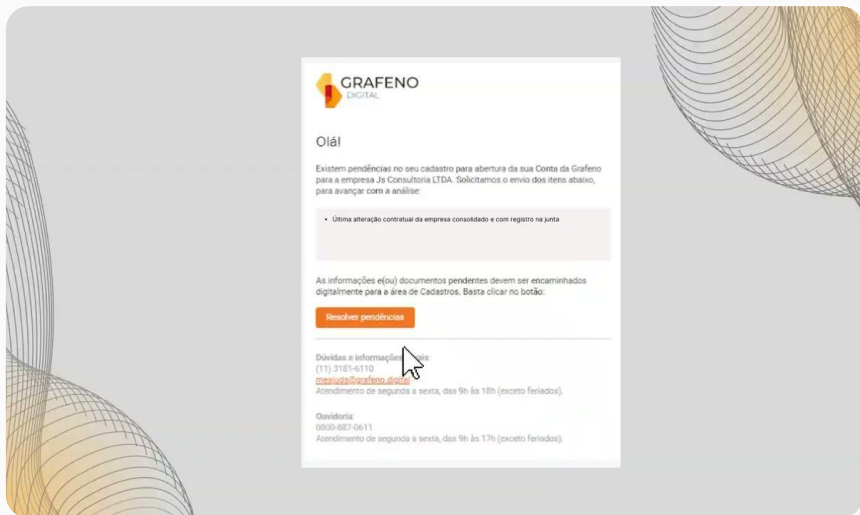 GRAFENO
DIGITAL
Olá!
Existem pendências no seu cadastro para abertura da sua Conta da Grafeno
para a empresa Js Consultoria LTDA. Solicitamos o envio dos itens abaixo,
para avançar com a análise:
• Última alteração contratual da empresa consolidado e com registro na junta
As informações e(ou) documentos pendentes devem ser encaminhados
digitalmente para a área de Cadastros. Basta clicar no botão:
Resolver pendências
Dúvidas e informações
(11) 3181-6110
meajuda@grafeno.digital
Atendimento de segunda a sexta, das 9h às 18h (exceto feriados).
Ouvidoria:
0800-887-0611
Atendimento de segunda a sexta, das 9h às 17h (exceto feriados).